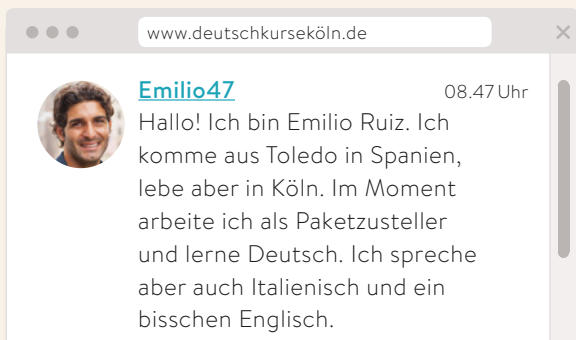 www.deutschkurseköln.de
Emilio47 08.47 Uhr
Hallo! Ich bin Emilio Ruiz. Ich
komme aus Toledo in Spanien,
lebe aber in Köln. Im Moment
arbeite ich als Paketzusteller
und lerne Deutsch. Ich spreche
aber auch Italienisch und ein
bisschen Englisch.